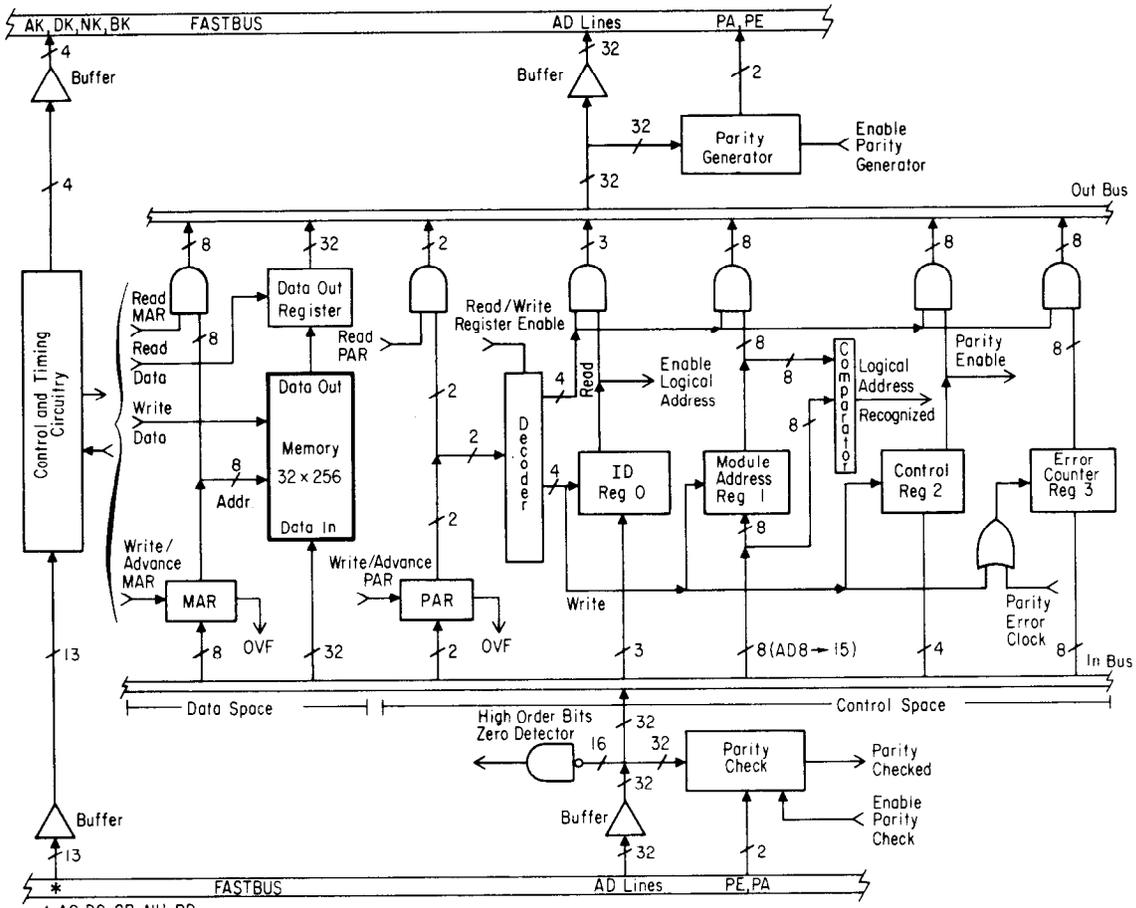 AK, DK, NK, BK FASTBUS AD Lines PA, PE
4 32
Buffer Buffer 2
32 Parity
Generator
Enable
Parity
Generator
4 32
Out Bus
8 32 2 3 8 8 8
Control and Timing
Circuitry
Read
MAR
8
Read
Data
Write
Data
Data Out
Register
Data Out
Memory
32 x 256
Data In
8
Addr.
Write/
Advance
MAR
MAR
OVF
Read
PAR
2
2
2
Write/Advance
PAR
PAR
OVF
Read/Write
Register Enable
Decoder
4
Read
4
Enable
Logical
Address
ID
Reg 0
8
8
8
Comparator
Logical
Address
Recognized
Module
Address
Reg 1
8
Parity
Enable
Control
Reg 2
8
Error
Counter
Reg 3
Write
Parity
Error
Clock
13 8 32 2 3 8(AD8→15) 4 8
In Bus
Data Space Control Space
High Order Bits
Zero Detector
32
16 32
Parity
Check
Parity
Checked
32
Buffer Buffer
Enable
Parity
Check
13 32 2
* FASTBUS AD Lines PE, PA